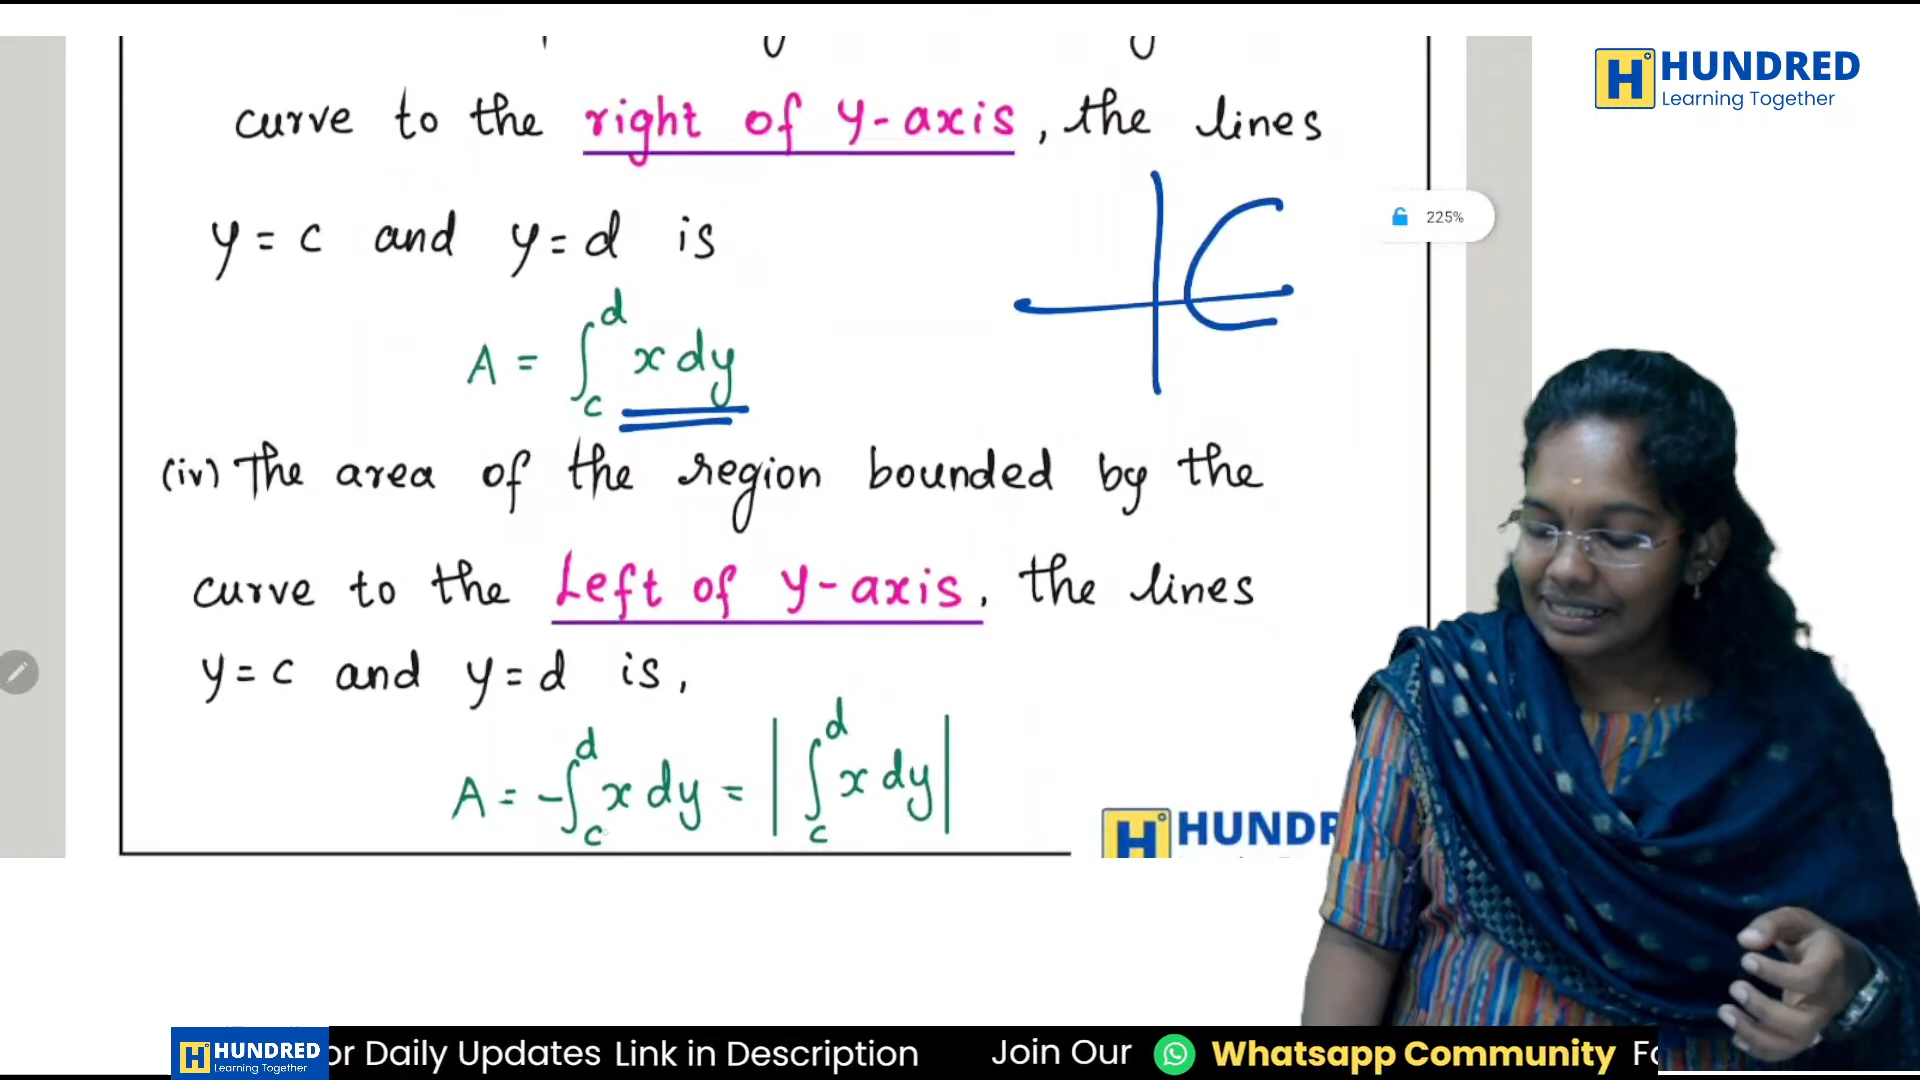 HUNDRED
Learning Together
curve to the right of y-axis, the lines
y = c and y = d is
225%
A = ∫_c^d x dy
(iv) The area of the region bounded by the
curve to the Left of y-axis, the lines
y = c and y = d is,
A = -∫_c^d x dy = |∫_c^d x dy|
HUNDR
HUNDRED
Learning Together
or Daily Updates Link in Description Join Our Whatsapp Community Fo